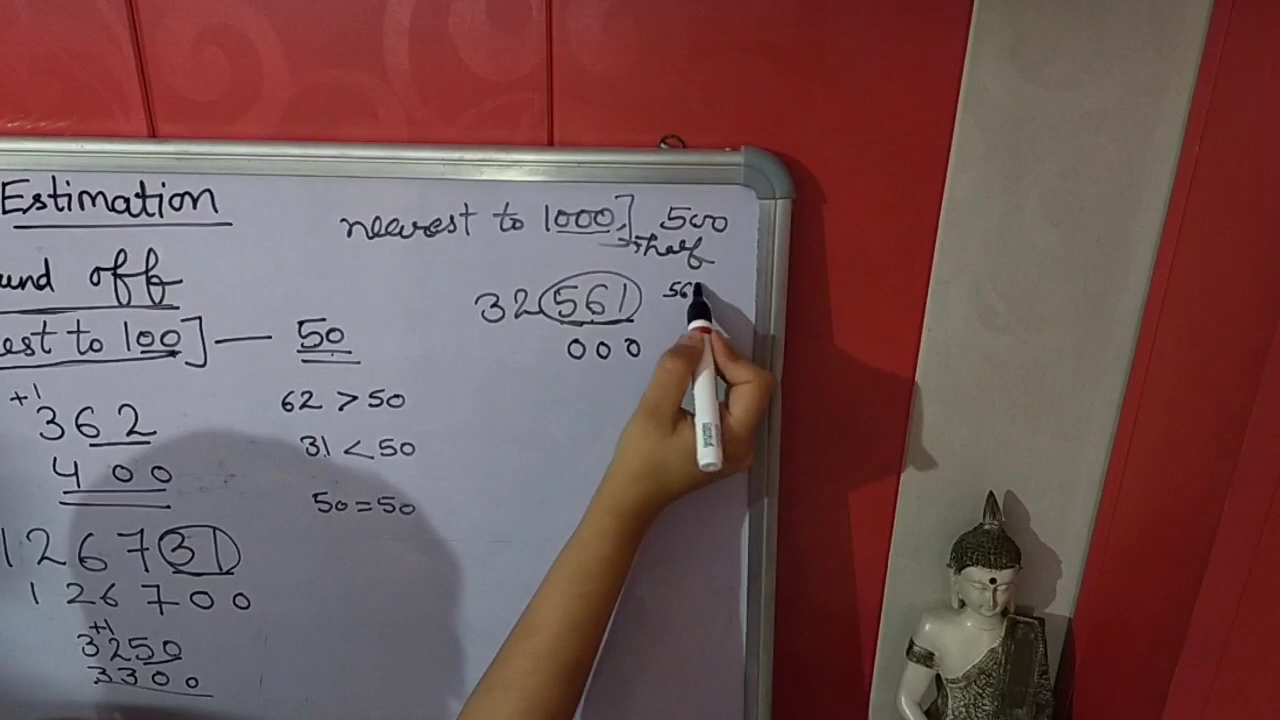 Estimation
und off
est to 100] — 50
+1
362
62 > 50
400
31 < 50
50 = 50
126731
126700
+1
3250
3300
nearest to 1000] 500
→ half
32561
56
000